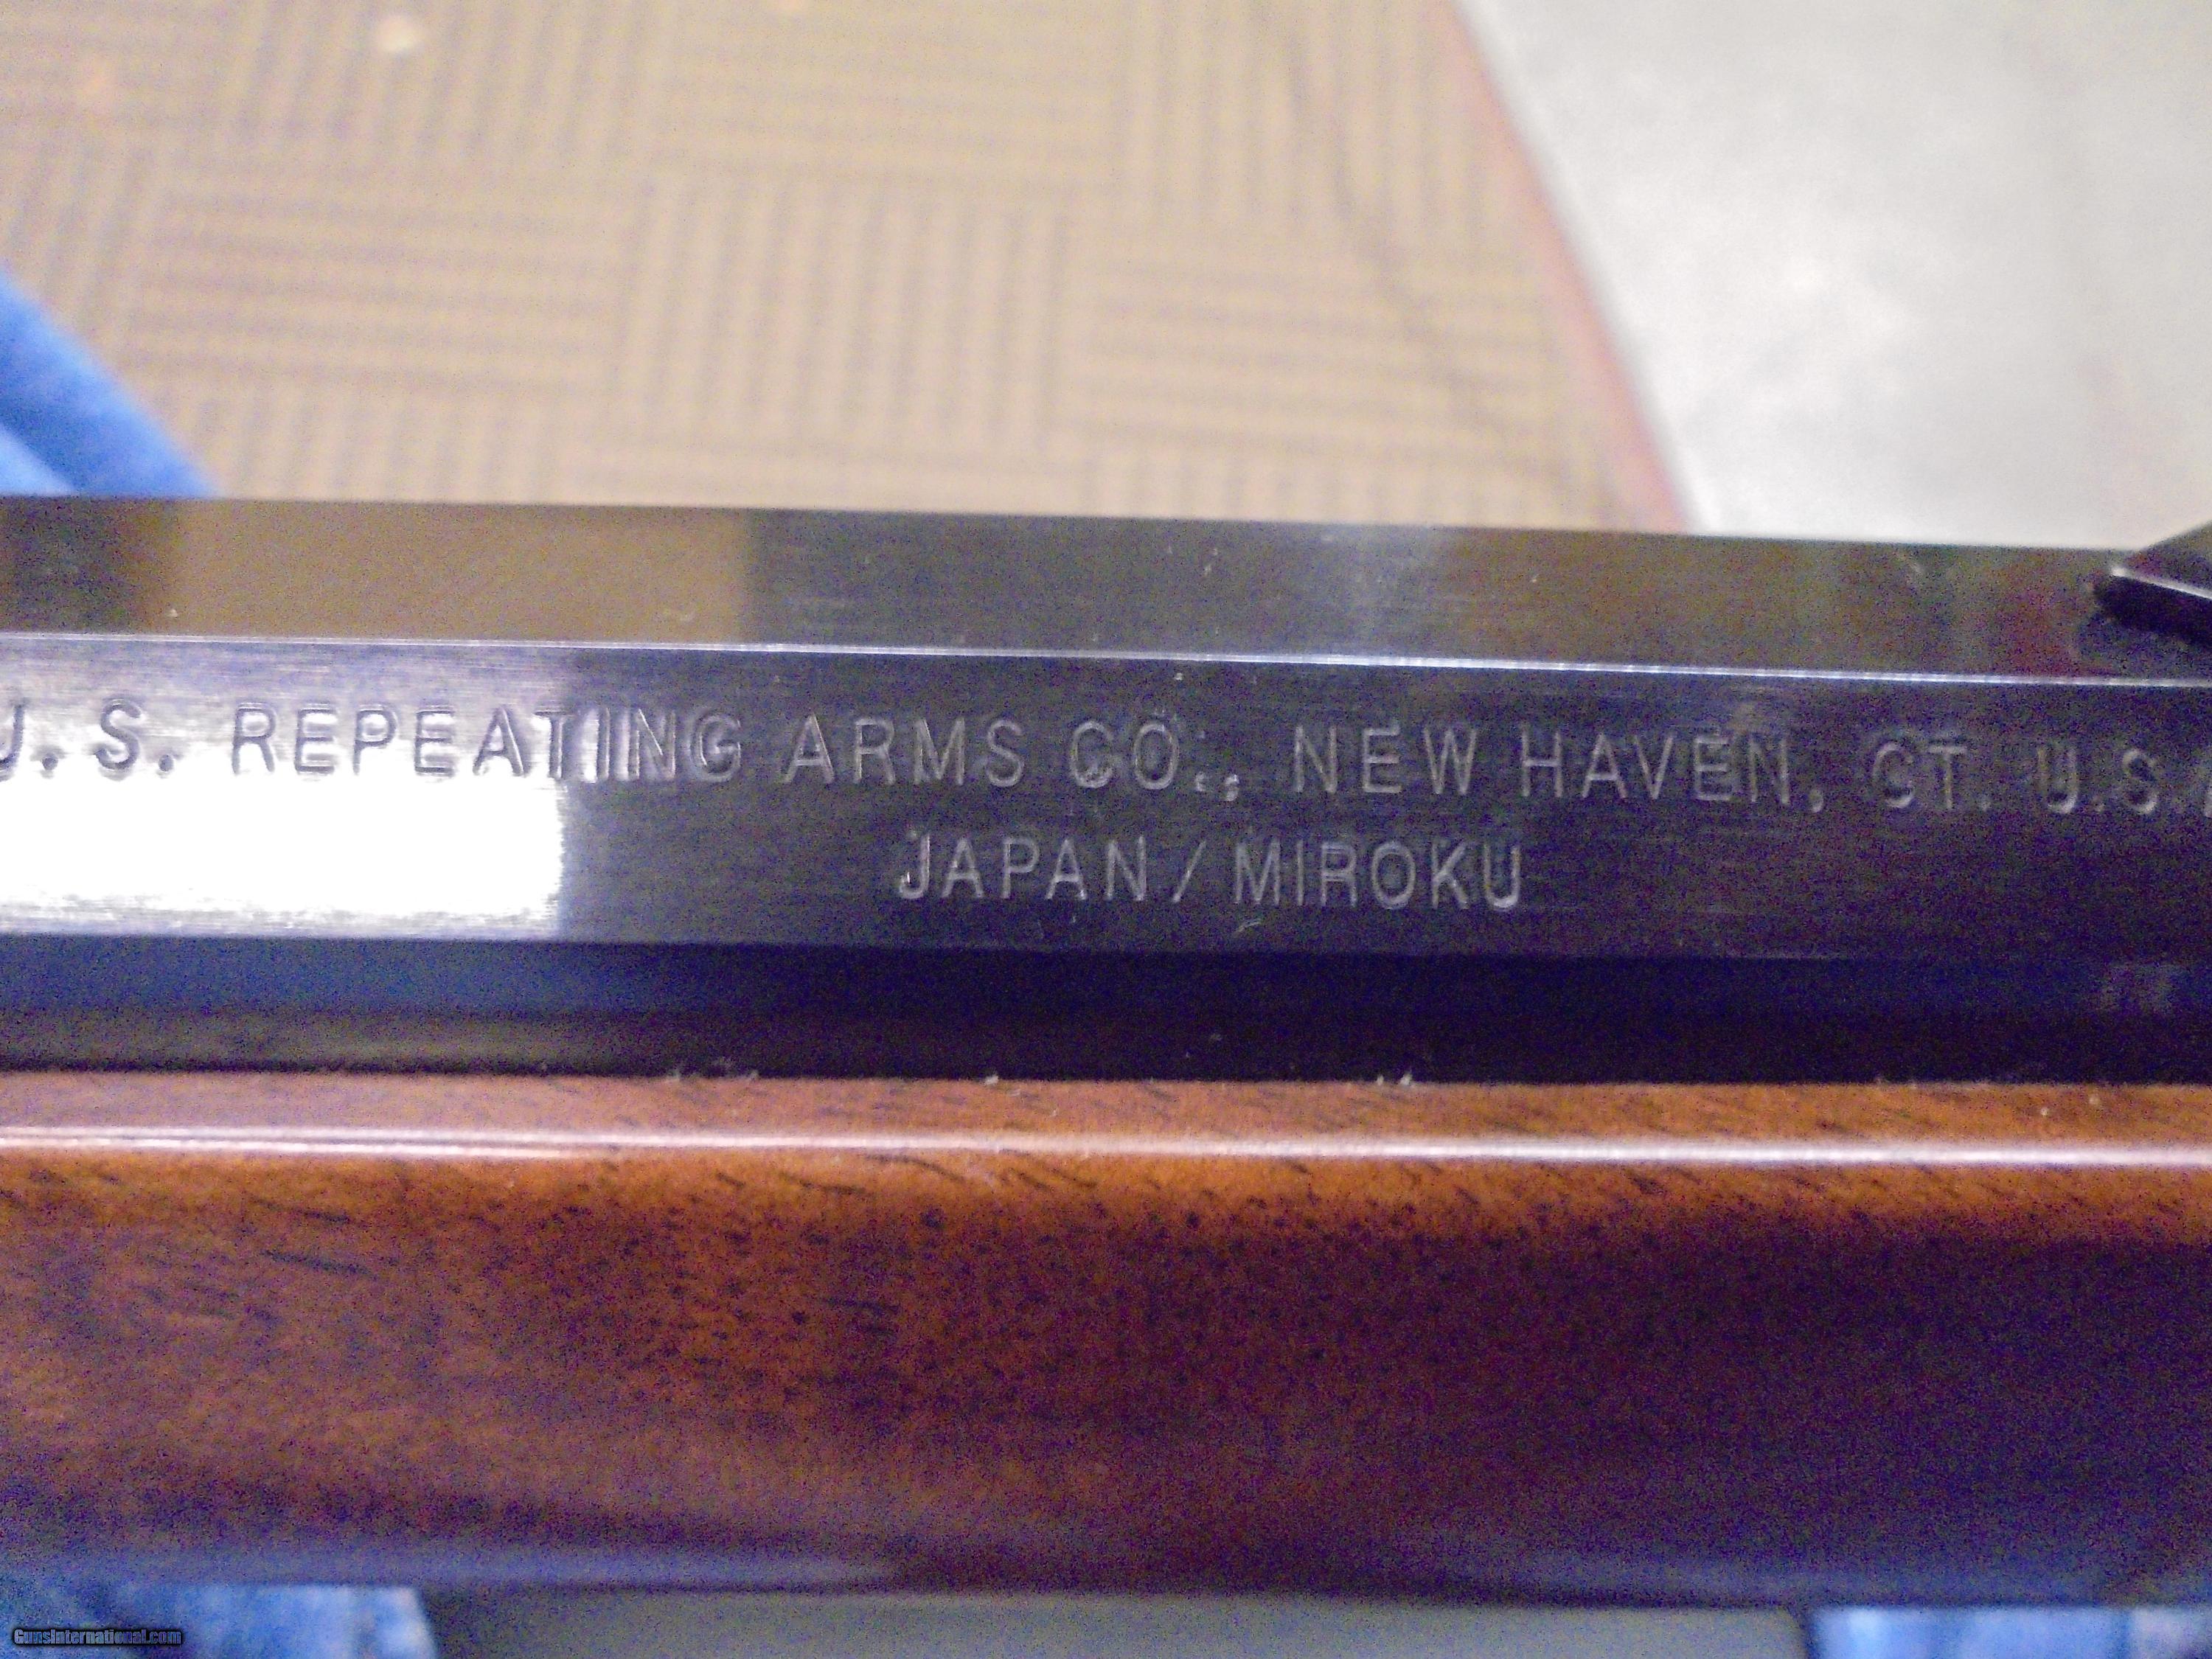 U.S. REPEATING ARMS CO., NEW HAVEN, CT. U.S.A
JAPAN/MIROKU
GunsInternational.com